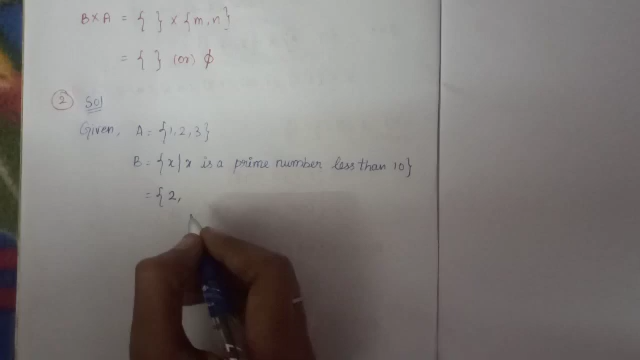 B×A = { } × {m,n}
= { } (or) ϕ
② Sol
Given, A = {1, 2, 3}
B = {x/x is a prime number less than 10}
= {2,